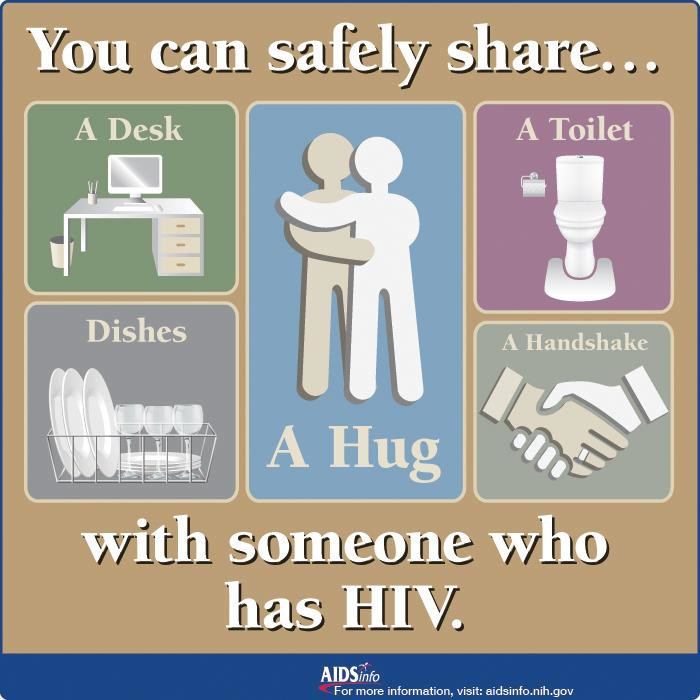 You can safely share...
A Desk
A Hug
A Toilet
Dishes
A Handshake
with someone who
has HIV.
AIDSinfo
For more information, visit: aidsinfo.nih.gov